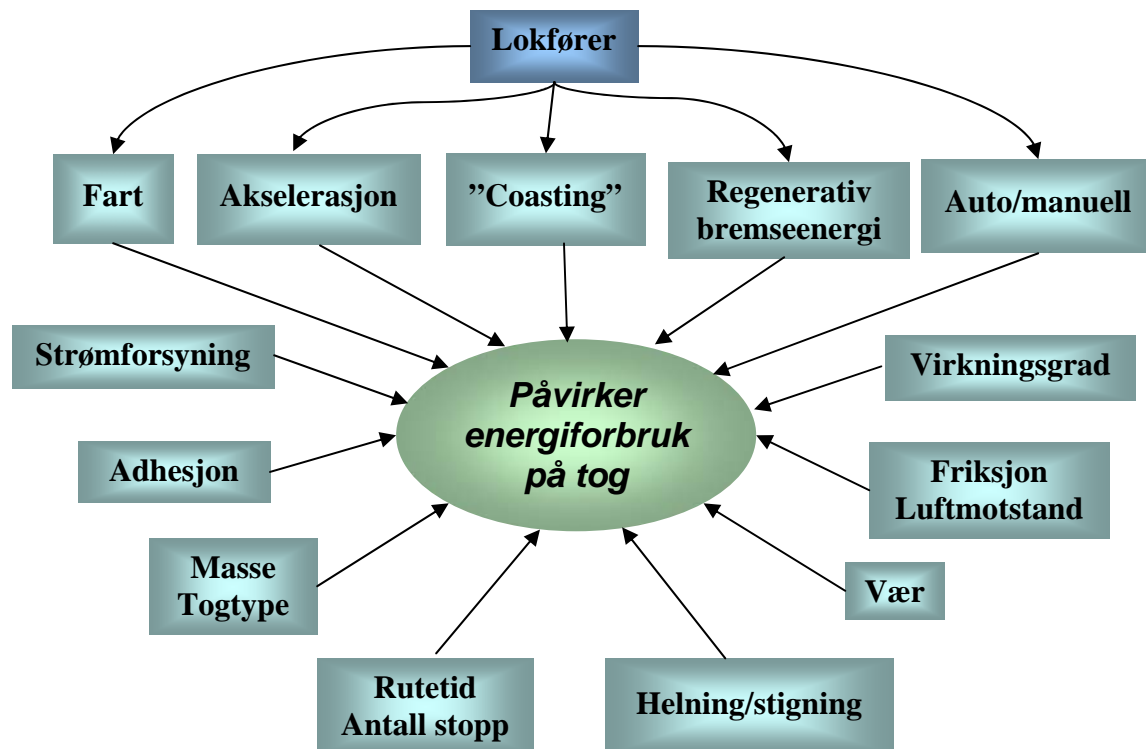 Lokfører
Fart
Akselerasjon
”Coasting”
Regenerativ
bremseenergi
Auto/manuell
Strømforsyning
Virkningsgrad
Påvirker
energiforbruk
på tog
Adhesjon
Friksjon
Luftmotstand
Masse
Togtype
Vær
Rutetid
Antall stopp
Helning/stigning